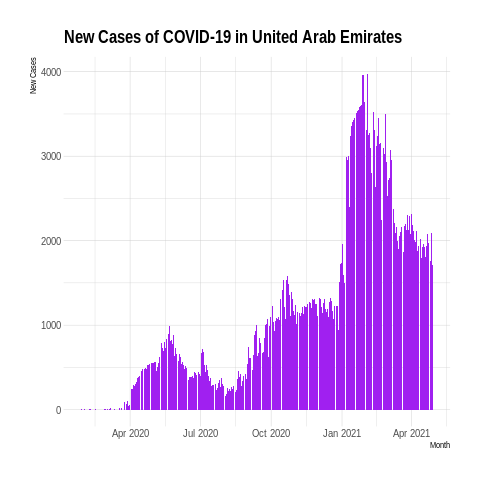 New Cases of COVID-19 in United Arab Emirates
New Cases
4000
3000
2000
1000
0
Apr 2020 Jul 2020 Oct 2020 Jan 2021 Apr 2021
Month